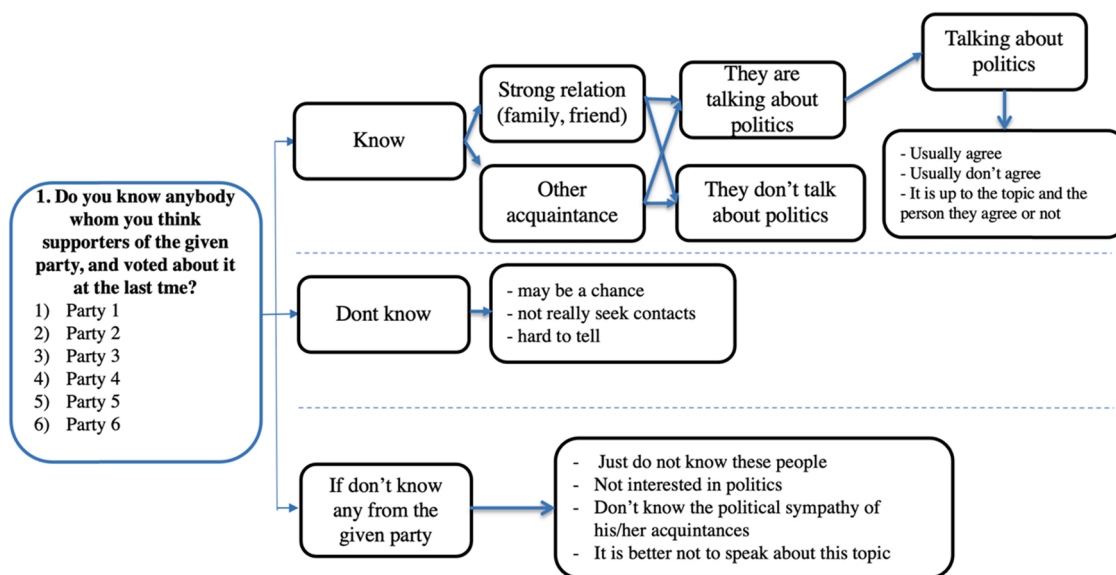 1. Do you know anybody
whom you think
supporters of the given
party, and voted about it
at the last tme?
1) Party 1
2) Party 2
3) Party 3
4) Party 4
5) Party 5
6) Party 6
Know
Strong relation
(family, friend)
Other
acquaintance
They are
talking about
politics
They don't talk
about politics
Talking about
politics
- Usually agree
- Usually don't agree
- It is up to the topic and the
person they agree or not
Dont know
- may be a chance
- not really seek contacts
- hard to tell
If don't know
any from the
given party
- Just do not know these people
- Not interested in politics
- Don't know the political sympathy of
his/her acquintances
- It is better not to speak about this topic